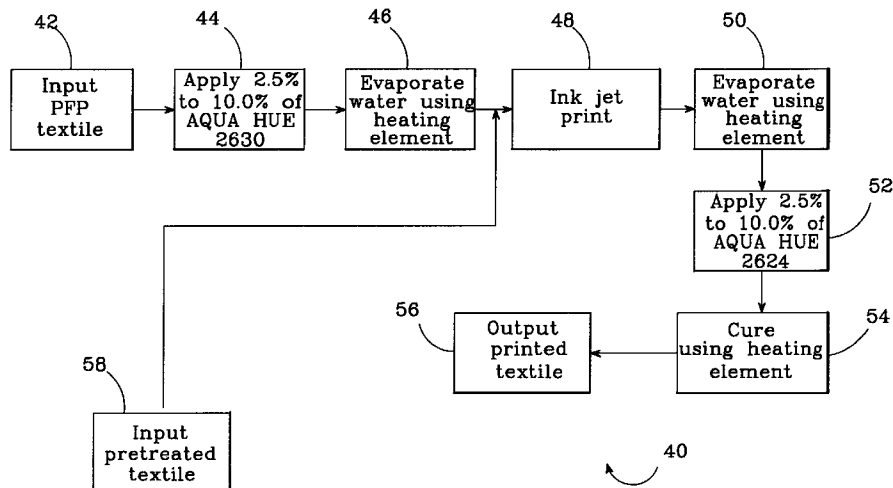 42
44
46
48
50
Input
PFP
textile
Apply 2.5%
to 10.0% of
AQUA HUE
2630
Evaporate
water using
heating
element
Ink jet
print
Evaporate
water using
heating
element
52
Apply 2.5%
to 10.0% of
AQUA HUE
2624
54
Cure
using heating
element
56
Output
printed
textile
58
Input
pretreated
textile
40